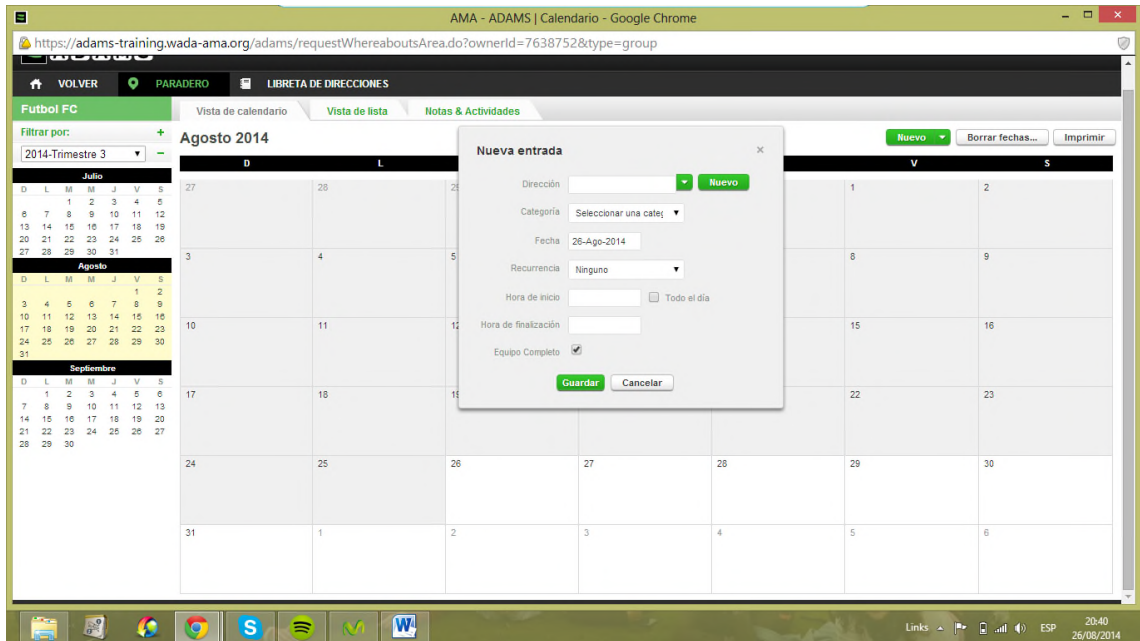 AMA - ADAMS | Calendario - Google Chrome
https://adams-training.wada-ama.org/adams/requestWhereaboutsArea.do?ownerId=7638752&type=group
VOLVER PARADERO LIBRETA DE DIRECCIONES
Futbol FC
Vista de calendario Vista de lista Notas & Actividades
Filtrar por: +
2014-Trimestre 3 −
Julio
D L M M J V S
1 2 3 4 5
6 7 8 9 10 11 12
13 14 15 16 17 18 19
20 21 22 23 24 25 26
27 28 29 30 31
Agosto
D L M M J V S
1 2
3 4 5 6 7 8 9
10 11 12 13 14 15 16
17 18 19 20 21 22 23
24 25 26 27 28 29 30
31
Septiembre
D L M M J V S
1 2 3 4 5 6
7 8 9 10 11 12 13
14 15 16 17 18 19 20
21 22 23 24 25 26 27
28 29 30
Agosto 2014
Nuevo Borrar fechas... Imprimir
D L V S
27 28 1 2
3 4 5 8 9
10 11 15 16
17 18 22 23
24 25 26 27 28 29 30
31 1 2 3 4 5 6
Nueva entrada ×
Dirección Nuevo
Categoría Seleccionar una cate
Fecha 26-Ago-2014
Recurrencia Ninguno
Hora de inicio Todo el día
Hora de finalización
Equipo Completo
Guardar Cancelar
Links ESP 20:40
26/08/2014